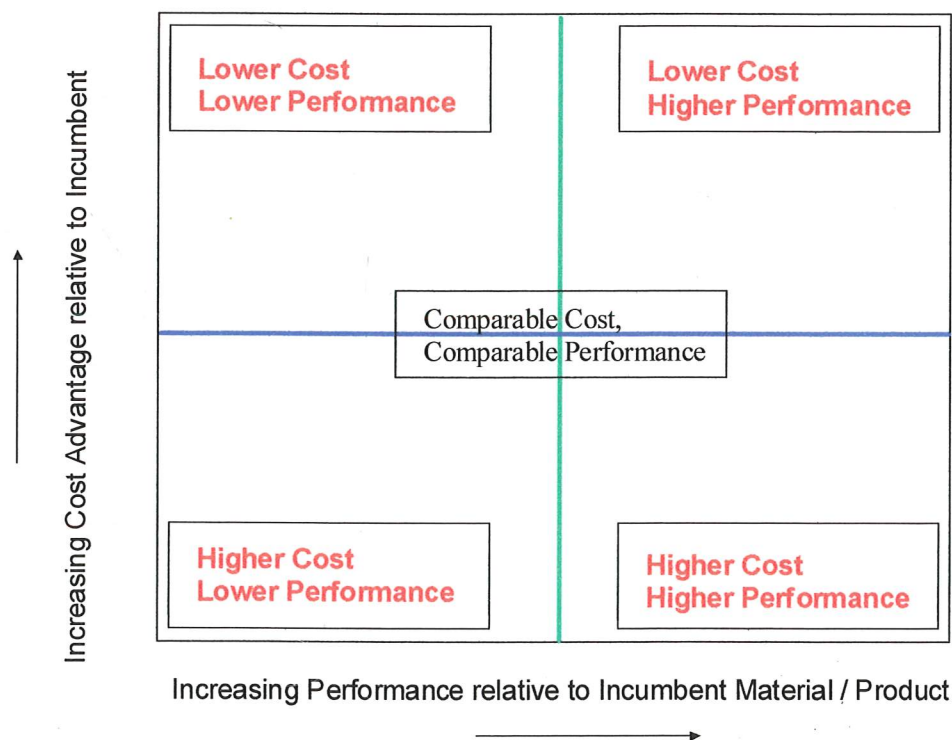 Lower Cost
Lower Performance
Lower Cost
Higher Performance
Increasing Cost Advantage relative to Incumbent
Comparable Cost,
Comparable Performance
Higher Cost
Lower Performance
Higher Cost
Higher Performance
Increasing Performance relative to Incumbent Material / Product